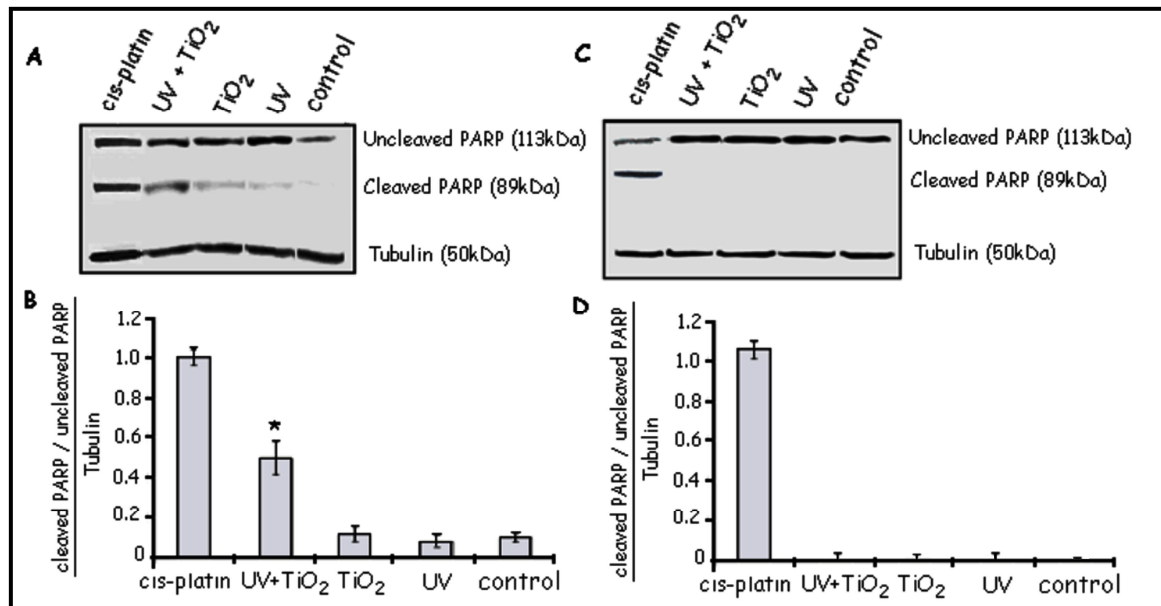 A
cis-platin
UV + TiO2
TiO2
UV
control
Uncleaved PARP (113kDa)
Cleaved PARP (89kDa)
Tubulin (50kDa)
B
cleaved PARP / uncleaved PARP
Tubulin
1.2
1.0
0.8
0.6
0.4
0.2
0
*
cis-platin UV+TiO2 TiO2 UV control
C
cis-platin
UV + TiO2
TiO2
UV
control
Uncleaved PARP (113kDa)
Cleaved PARP (89kDa)
Tubulin (50kDa)
D
cleaved PARP / uncleaved PARP
Tubulin
1.2
1.0
0.8
0.6
0.4
0.2
0
cis-platin UV+TiO2 TiO2 UV control